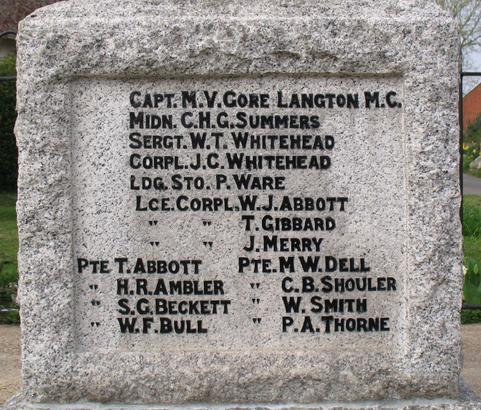 CAPT. M.V. GORE LANGTON M.C.
MIDN. C.H.G. SUMMERS
SERGT. W.T. WHITEHEAD
CORPL. J.C. WHITEHEAD
LDG. STO. P. WARE
LCE. CORPL. W.J. ABBOTT
" " T. GIBBARD
" " J. MERRY
PTE T. ABBOTT PTE. M.W. DELL
" H.R. AMBLER " C.B. SHOULER
" S.G. BECKETT " W. SMITH
" W.F. BULL " P.A. THORNE